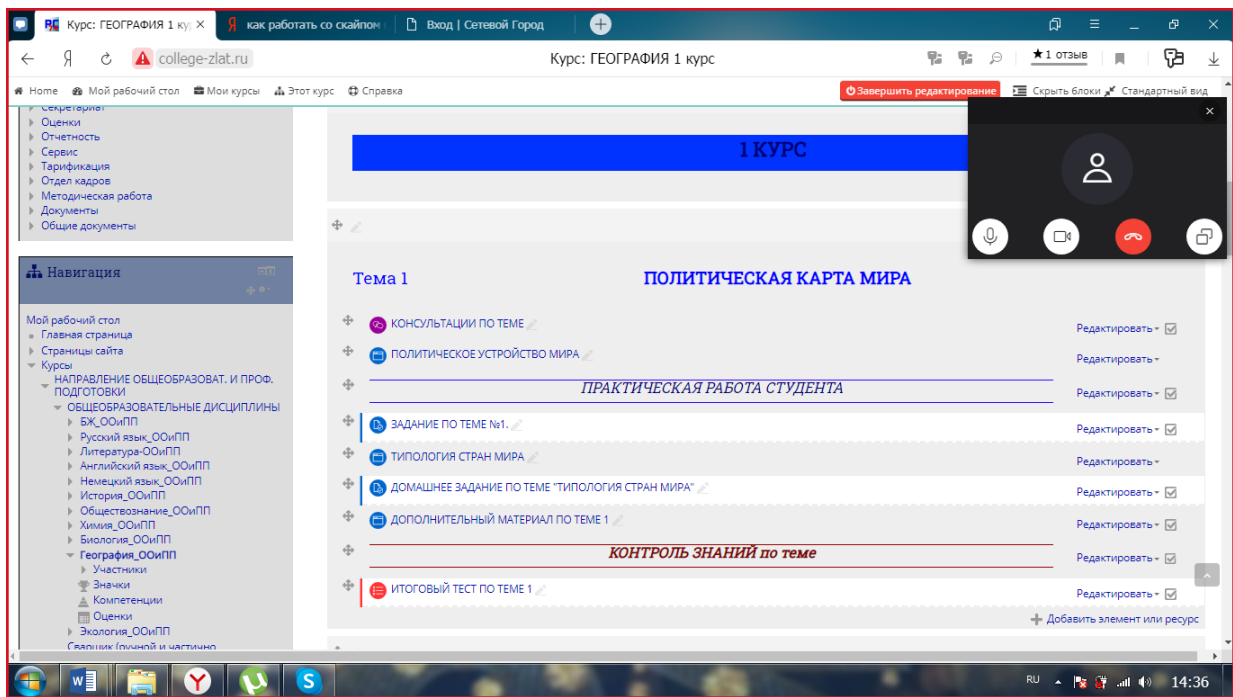 Курс: ГЕОГРАФИЯ 1 кур
Я как работать со скайпом
Вход | Сетевой Город
Я college-zlat.ru Курс: ГЕОГРАФИЯ 1 курс ★1 отзыв
Home Мой рабочий стол Мои курсы Этот курс Справка Завершить редактирование Скрыть блоки Стандартный вид
Секретариат
Оценки
Отчетность
Сервис
Тарификация
Отдел кадров
Методическая работа
Документы
Общие документы
Навигация
Мой рабочий стол
Главная страница
Страницы сайта
Курсы
НАПРАВЛЕНИЕ ОБЩЕОБРАЗОВАТ. И ПРОФ.
ПОДГОТОВКИ
ОБЩЕОБРАЗОВАТЕЛЬНЫЕ ДИСЦИПЛИНЫ
БЖ_ООиПП
Русский язык_ООиПП
Литература-ООиПП
Английский язык_ООиПП
Немецкий язык_ООиПП
История_ООиПП
Обществознание_ООиПП
Химия_ООиПП
Биология_ООиПП
География_ООиПП
Участники
Значки
Компетенции
Оценки
Экология_ООиПП
Сварщик (ручной и частично
1 КУРС
Тема 1 ПОЛИТИЧЕСКАЯ КАРТА МИРА
КОНСУЛЬТАЦИИ ПО ТЕМЕ Редактировать
ПОЛИТИЧЕСКОЕ УСТРОЙСТВО МИРА Редактировать
ПРАКТИЧЕСКАЯ РАБОТА СТУДЕНТА Редактировать
ЗАДАНИЕ ПО ТЕМЕ №1. Редактировать
ТИПОЛОГИЯ СТРАН МИРА Редактировать
ДОМАШНЕЕ ЗАДАНИЕ ПО ТЕМЕ "ТИПОЛОГИЯ СТРАН МИРА" Редактировать
ДОПОЛНИТЕЛЬНЫЙ МАТЕРИАЛ ПО ТЕМЕ 1 Редактировать
КОНТРОЛЬ ЗНАНИЙ по теме Редактировать
ИТОГОВЫЙ ТЕСТ ПО ТЕМЕ 1 Редактировать
Добавить элемент или ресурс
RU 14:36